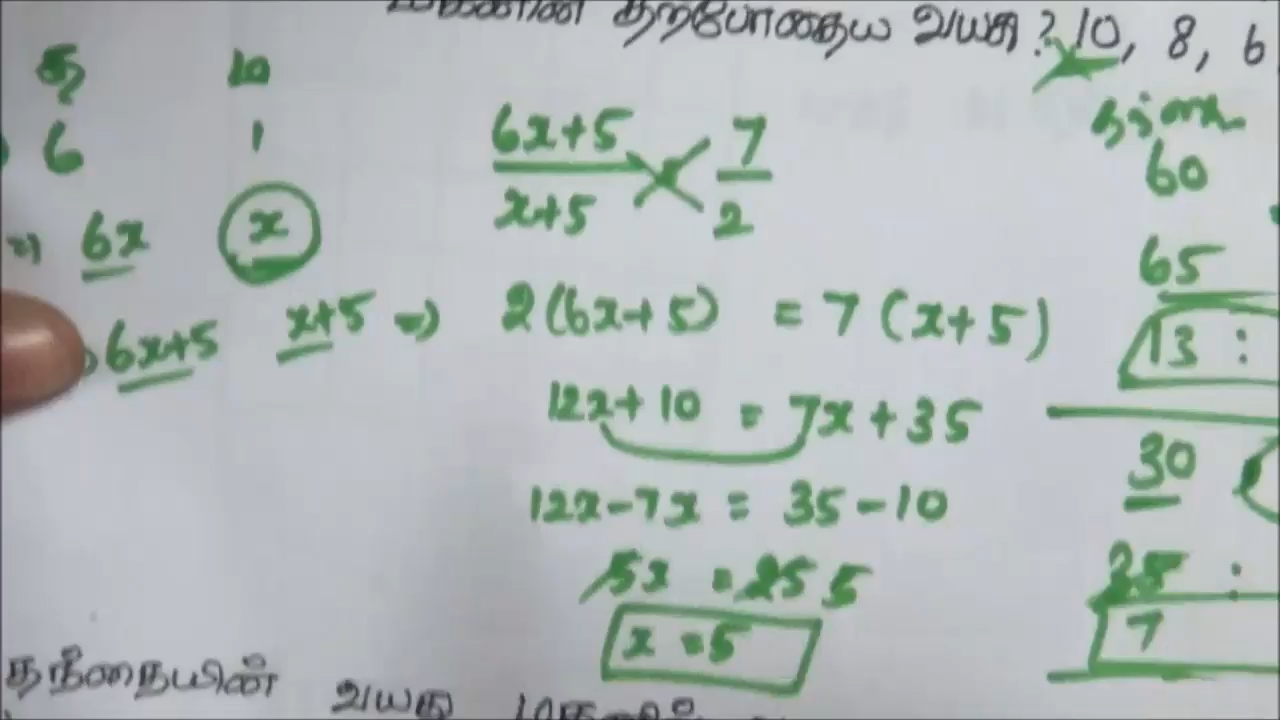 தற்போதைய வயது? 10, 8, 6
த
6 1
6x x
6x+5 x+5 ⇒
6x+5 7
x+5 2
2(6x+5) = 7(x+5)
12x+10 = 7x+35
12x-7x = 35-10
5x = 25 5
x = 5
60
65
13 :
30
7
தந்தையின் வயது